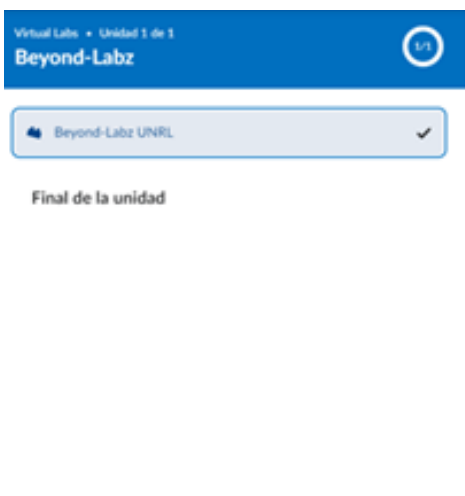 Virtual Labs • Unidad 1 de 1
Beyond-Labz
1/1
Beyond-Labz UNRL
Final de la unidad